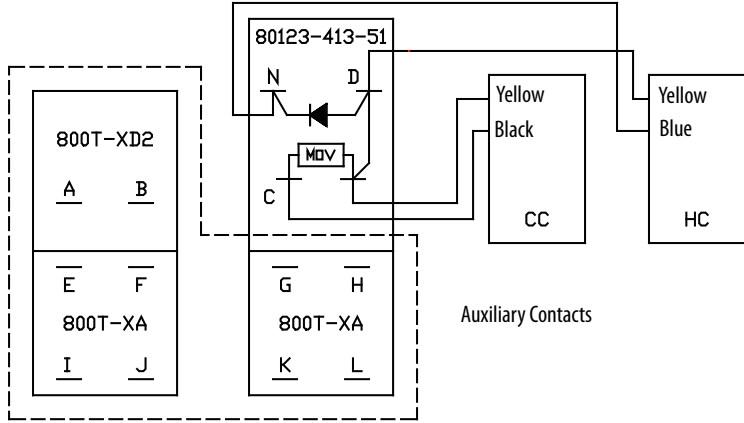 80123-413-51
N D
Yellow
Black
CC
Yellow
Blue
HC
MOV
C
800T-XD2
A B
E F
800T-XA
I J
G H
800T-XA
K L
Auxiliary Contacts